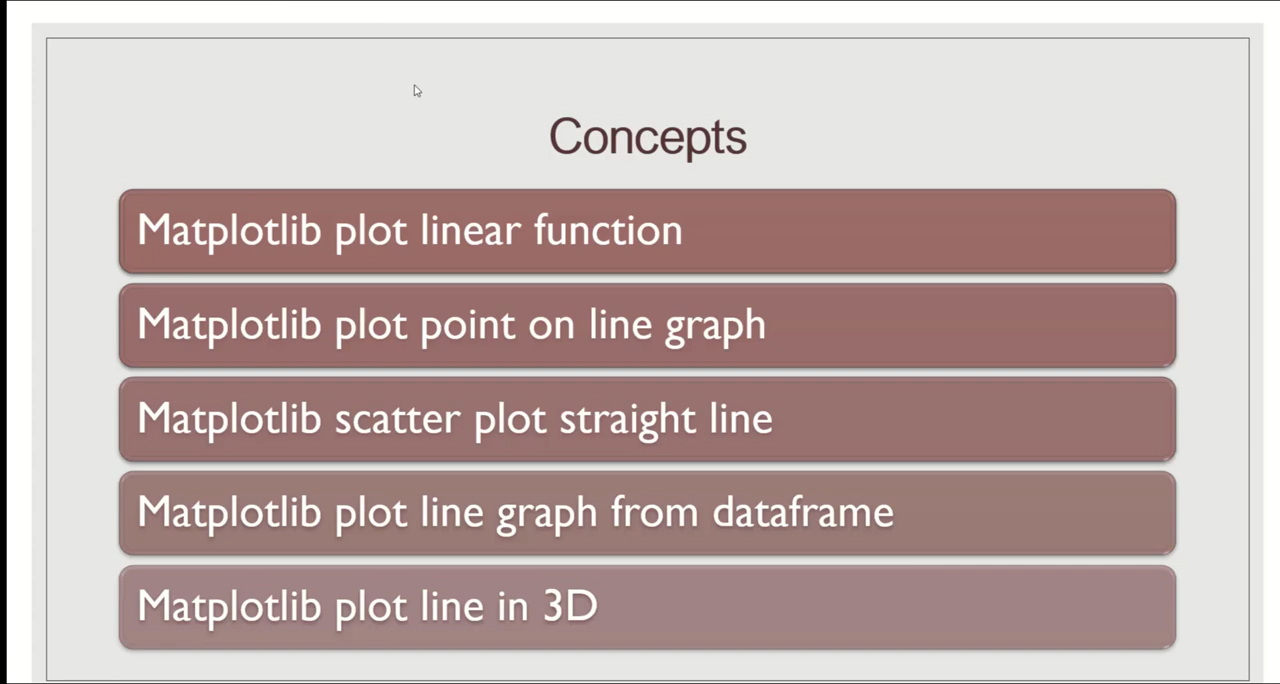 Concepts
Matplotlib plot linear function
Matplotlib plot point on line graph
Matplotlib scatter plot straight line
Matplotlib plot line graph from dataframe
Matplotlib plot line in 3D